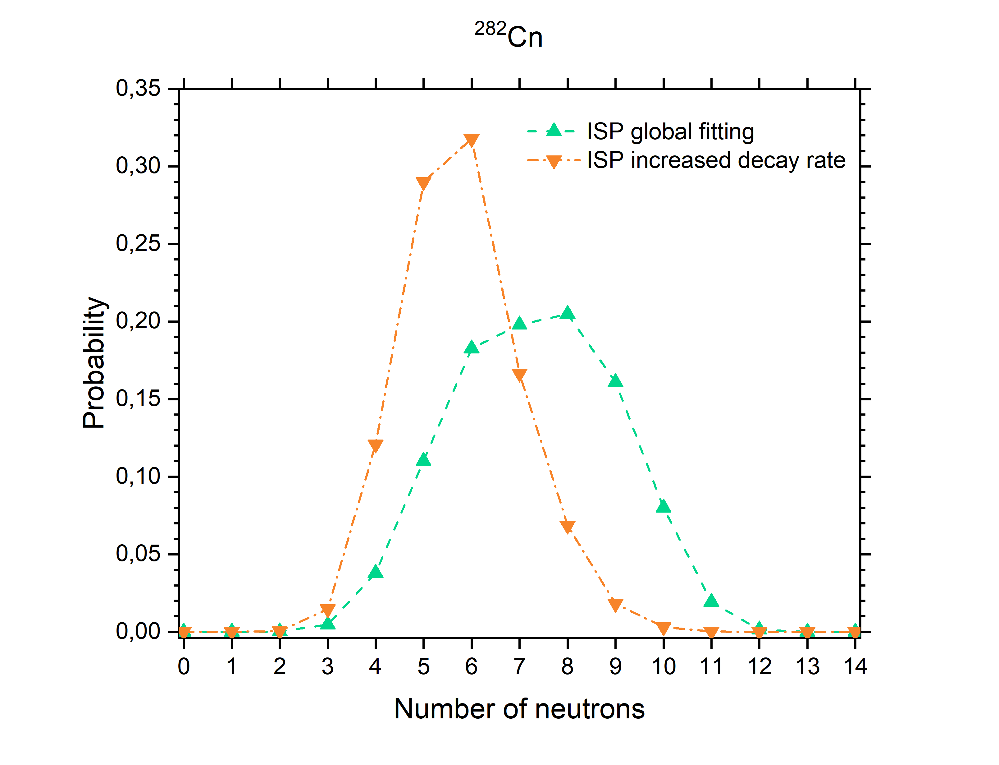 ²⁸²Cn
ISP global fitting
ISP increased decay rate
0,35
0,30
0,25
0,20
0,15
0,10
0,05
0,00
Probability
0 1 2 3 4 5 6 7 8 9 10 11 12 13 14
Number of neutrons